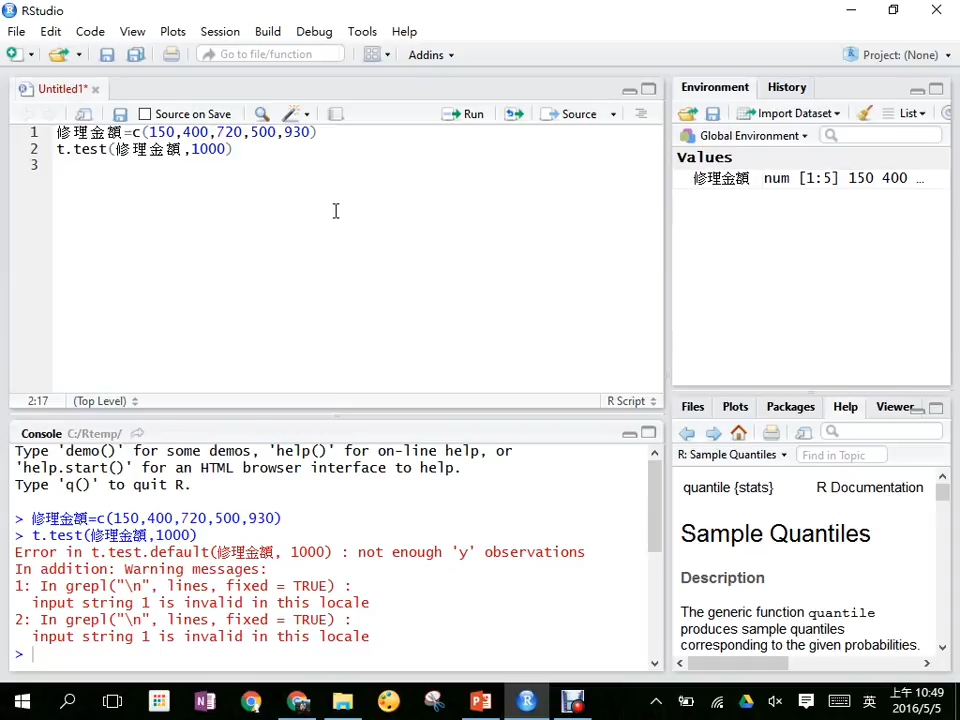 RStudio
File Edit Code View Plots Session Build Debug Tools Help
Go to file/function Addins Project: (None)
Untitled1* Environment History
Source on Save Run Source Import Dataset List
Global Environment
1 修理金額=c(150,400,720,500,930)
2 t.test(修理金額,1000)
3
Values
修理金額 num [1:5] 150 400 ...
2:17 (Top Level) R Script
Files Plots Packages Help Viewer
Console C:/Rtemp/
R: Sample Quantiles Find in Topic
Type 'demo()' for some demos, 'help()' for on-line help, or
'help.start()' for an HTML browser interface to help.
Type 'q()' to quit R.
> 修理金額=c(150,400,720,500,930)
> t.test(修理金額,1000)
Error in t.test.default(修理金額, 1000) : not enough 'y' observations
In addition: Warning messages:
1: In grepl("\n", lines, fixed = TRUE) :
input string 1 is invalid in this locale
2: In grepl("\n", lines, fixed = TRUE) :
input string 1 is invalid in this locale
>
quantile {stats} R Documentation
Sample Quantiles
Description
The generic function quantile
produces sample quantiles
corresponding to the given probabilities.
英
上午 10:49
2016/5/5